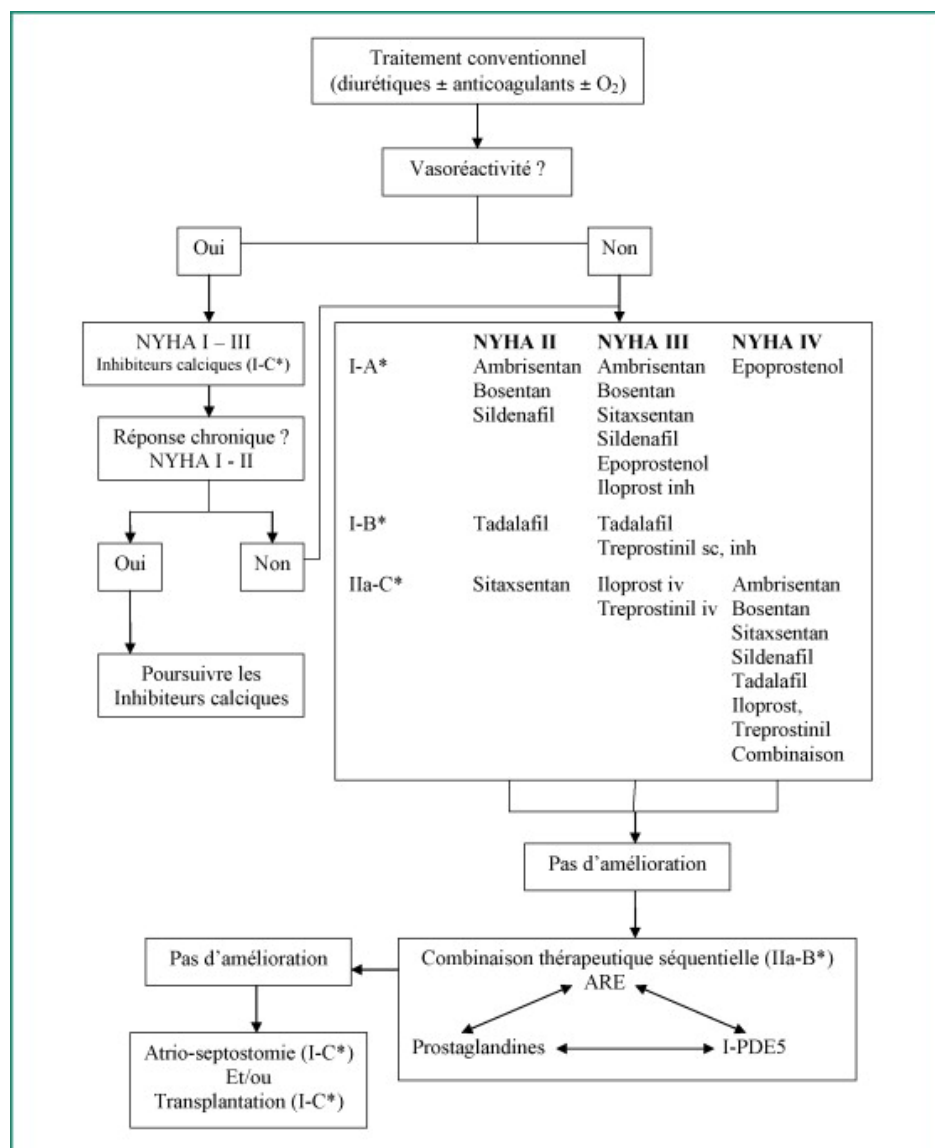 Traitement conventionnel
(diurétiques ± anticoagulants ± O₂)
Vasoréactivité ?
Oui
Non
NYHA I – III
Inhibiteurs calciques (I-C*)
Réponse chronique ?
NYHA I - II
Oui
Non
Poursuivre les
Inhibiteurs calciques
NYHA II NYHA III NYHA IV
I-A* Ambrisentan Ambrisentan Epoprostenol
Bosentan Bosentan
Sildenafil Sitaxsentan
Sildenafil
Epoprostenol
Iloprost inh
I-B* Tadalafil Tadalafil
Treprostinil sc, inh
IIa-C* Sitaxsentan Iloprost iv Ambrisentan
Treprostinil iv Bosentan
Sitaxsentan
Sildenafil
Tadalafil
Iloprost,
Treprostinil
Combinaison
Pas d'amélioration
Combinaison thérapeutique séquentielle (IIa-B*)
ARE
Prostaglandines I-PDE5
Pas d'amélioration
Atrio-septostomie (I-C*)
Et/ou
Transplantation (I-C*)